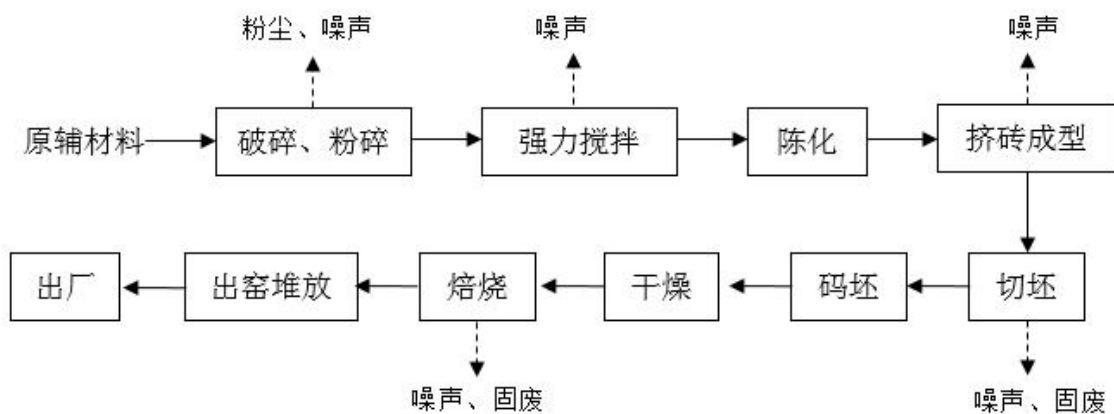 粉尘、噪声
噪声
噪声
原辅材料
破碎、粉碎
强力搅拌
陈化
挤砖成型
出厂
出窑堆放
焙烧
干燥
码坯
切坯
噪声、固废
噪声、固废